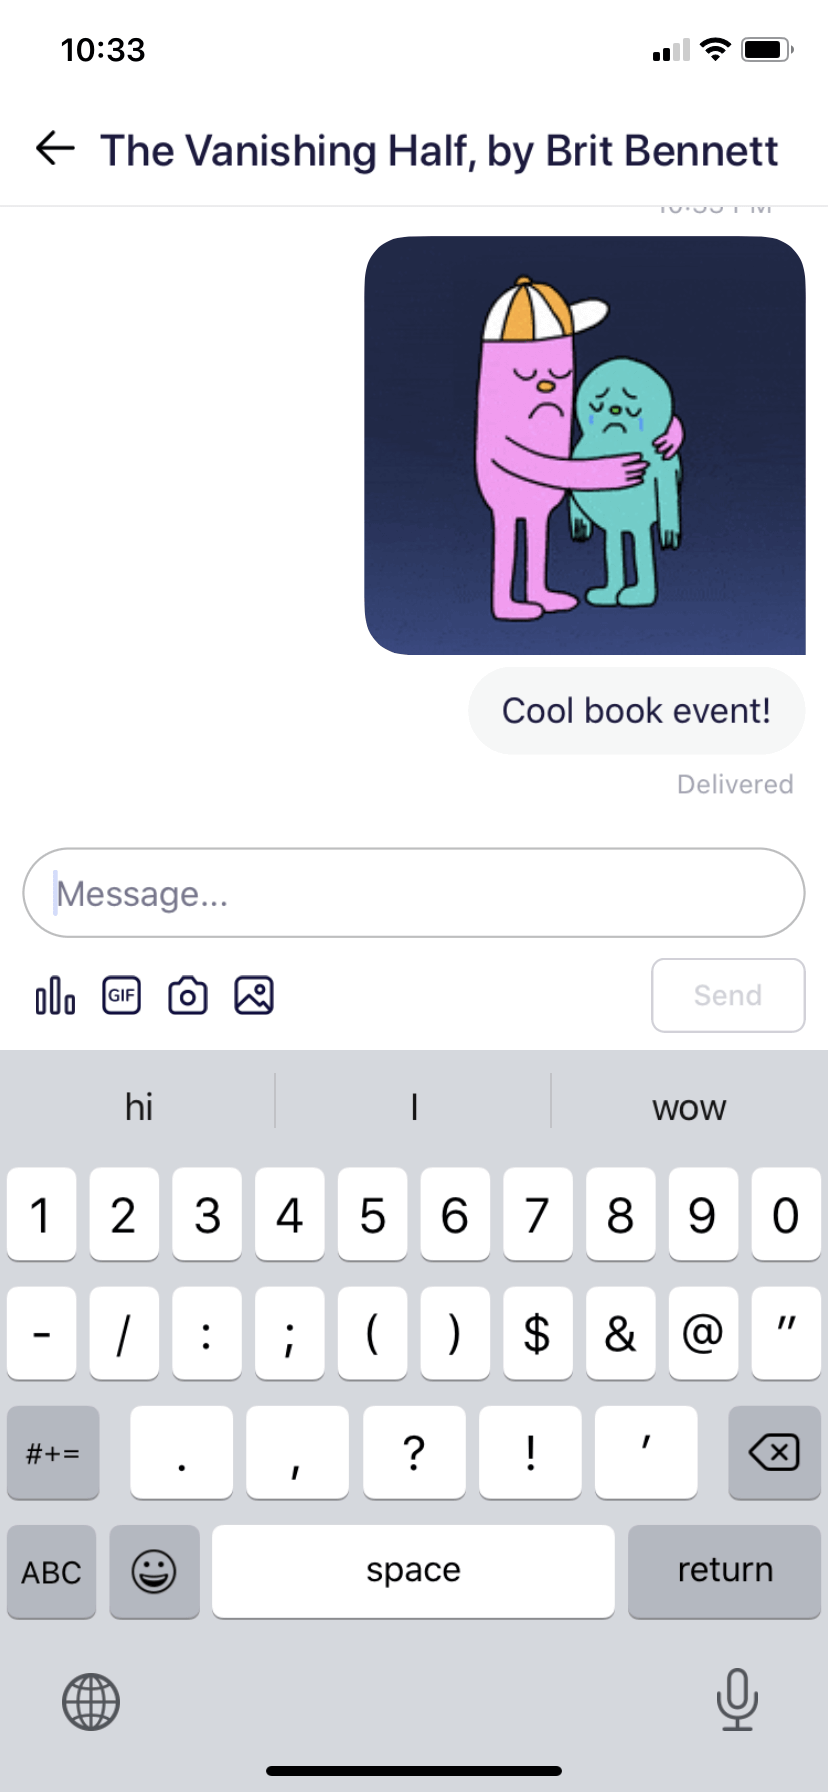 10:33
The Vanishing Half, by Brit Bennett
Cool book event!
Delivered
Message...
GIF
Send
hi I wow
1 2 3 4 5 6 7 8 9 0
- / : ; ( ) $ & @ "
#+= . , ? ! '
ABC space return